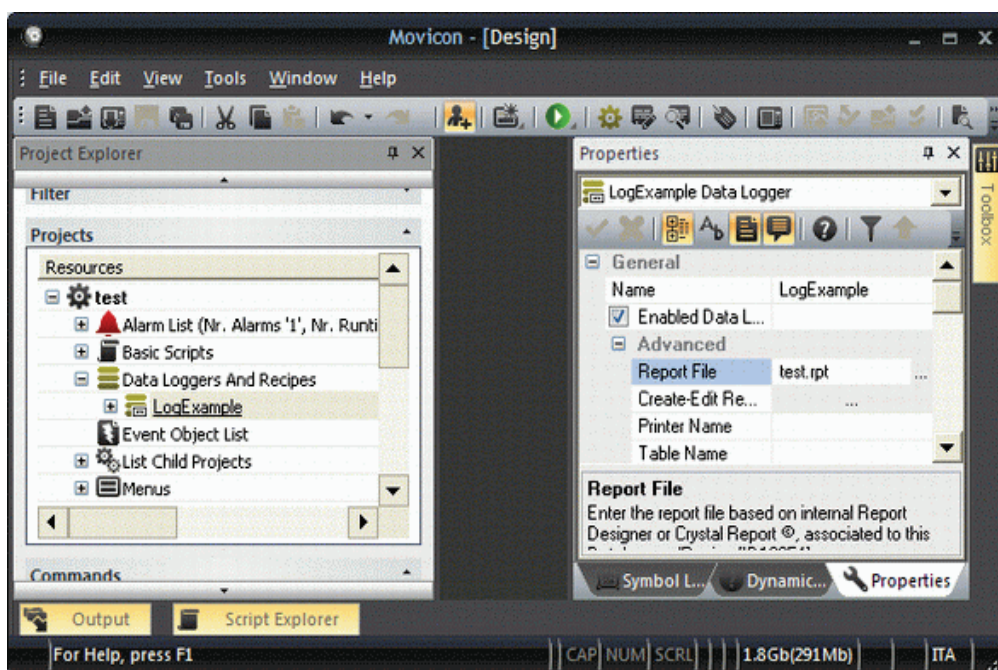 Movicon - [Design]
File Edit View Tools Window Help
Project Explorer
Filter
Projects
Resources
test
Alarm List (Nr. Alarms '1', Nr. Runti
Basic Scripts
Data Loggers And Recipes
LogExample
Event Object List
List Child Projects
Menus
Commands
Properties
LogExample Data Logger
General
Name LogExample
Enabled Data L...
Advanced
Report File test.rpt ...
Create-Edit Re... ...
Printer Name
Table Name
Report File
Enter the report file based on internal Report
Designer or Crystal Report ©, associated to this
Symbol L... Dynamic... Properties
Toolbox
Output Script Explorer
For Help, press F1 CAP NUM SCRL 1.8Gb(291Mb) ITA